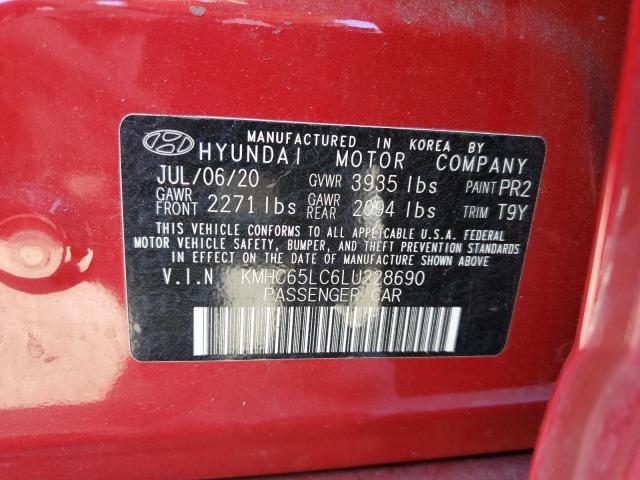 MANUFACTURED IN KOREA BY
HYUNDAI MOTOR COMPANY
JUL/06/20 GVWR 3935 lbs PAINT PR2
GAWR FRONT 2271 lbs GAWR REAR 2094 lbs TRIM T9Y
THIS VEHICLE CONFORMS TO ALL APPLICABLE U.S.A. FEDERAL
MOTOR VEHICLE SAFETY, BUMPER, AND THEFT PREVENTION STANDARDS
IN EFFECT ON THE DATE OF MANUFACTURE SHOWN ABOVE
V.I.N KMHC65LC6LU228690
PASSENGER CAR